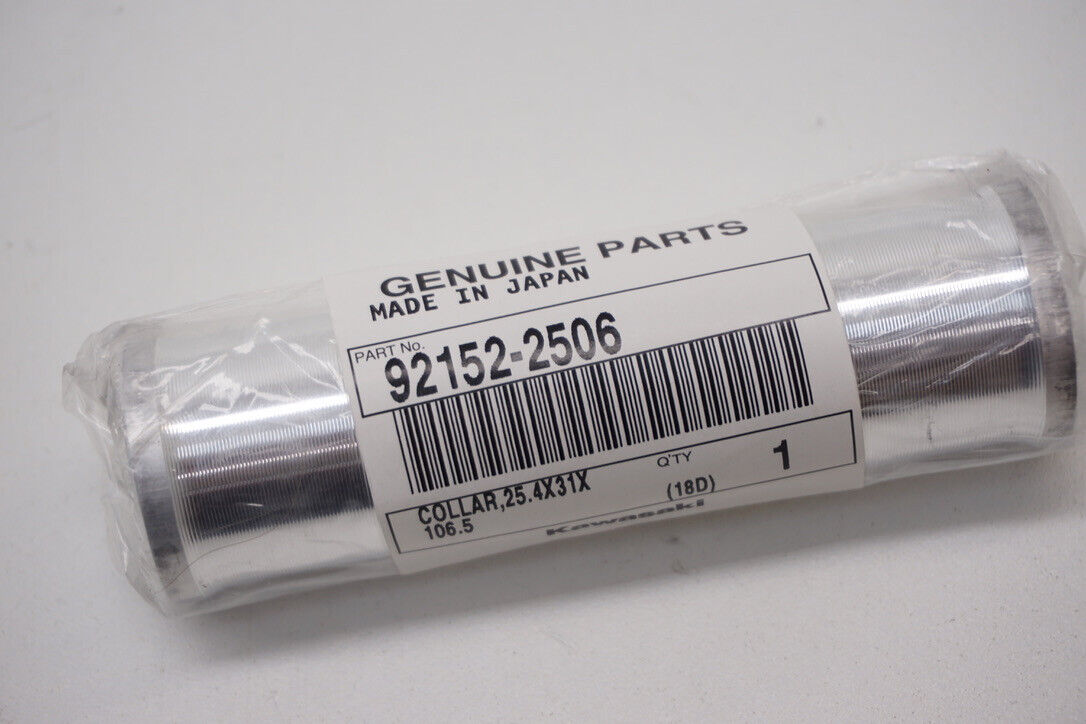 GENUINE PARTS
MADE IN JAPAN
PART No.
92152-2506
COLLAR,25.4X31X
106.5
Q'TY
1
(18D)
Kawasaki